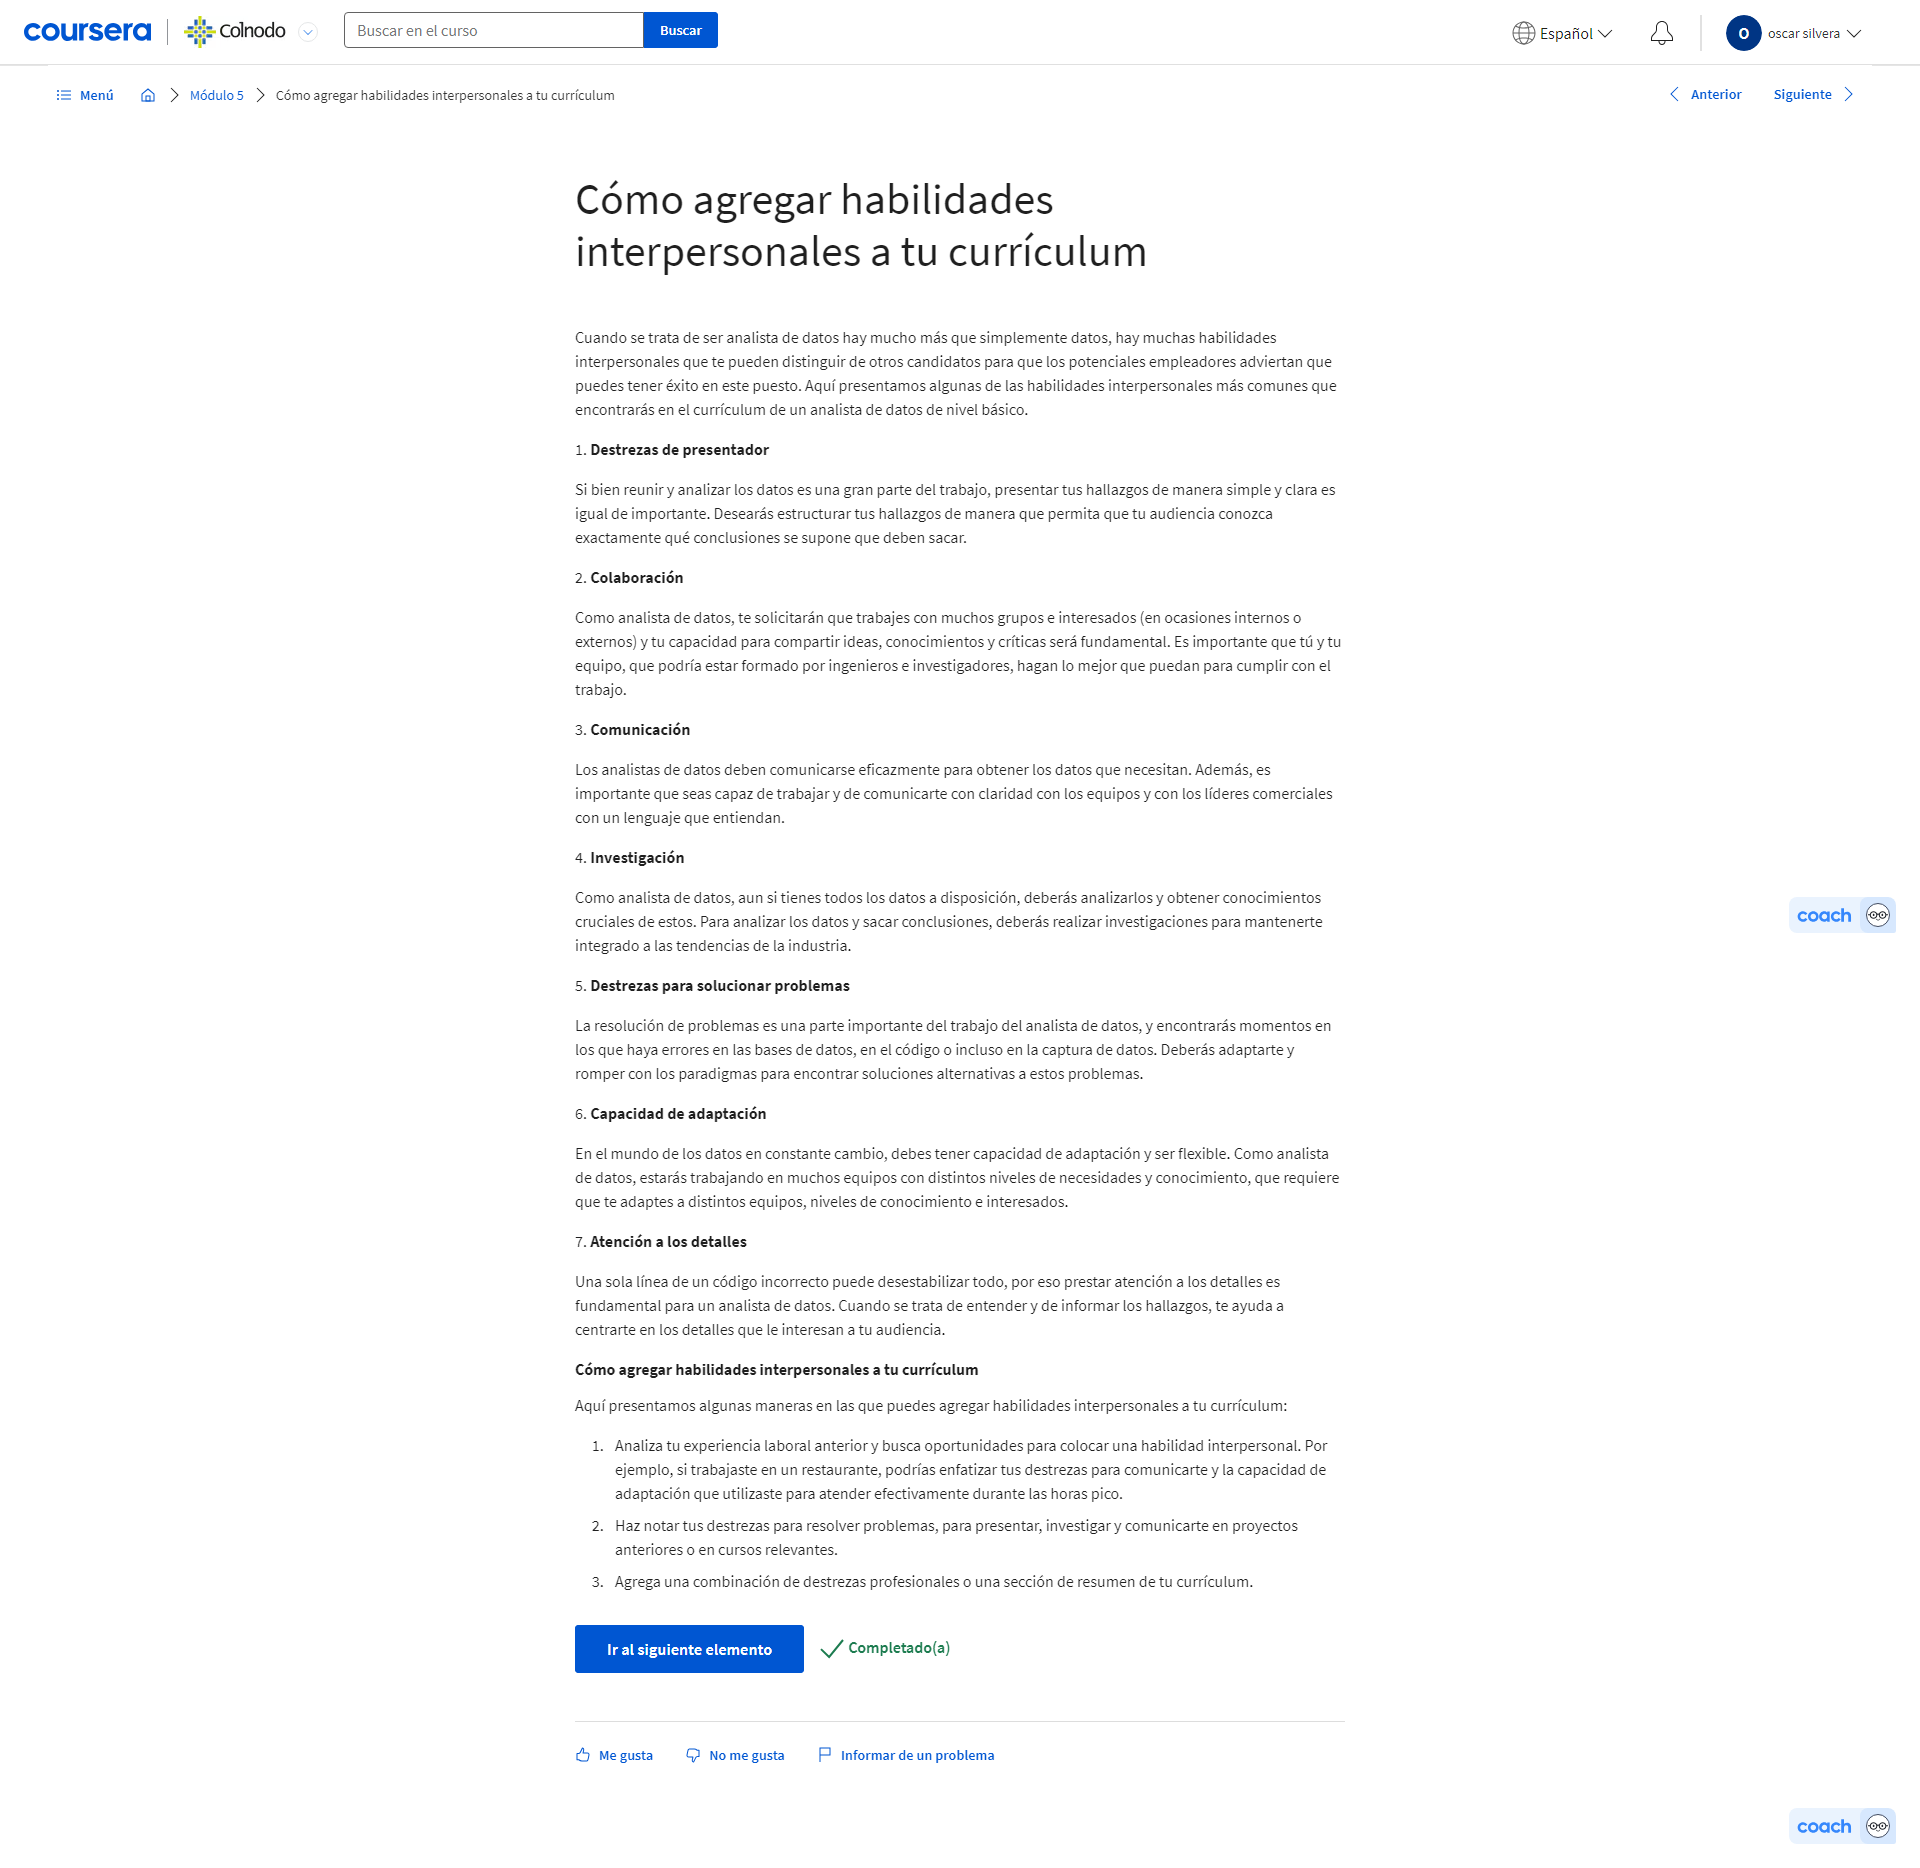 coursera
Colnodo
Buscar en el curso
Buscar
Español
O
oscar silvera
Menú
Módulo 5
Cómo agregar habilidades interpersonales a tu currículum
Anterior
Siguiente
Cómo agregar habilidades
interpersonales a tu currículum
Cuando se trata de ser analista de datos hay mucho más que simplemente datos, hay muchas habilidades
interpersonales que te pueden distinguir de otros candidatos para que los potenciales empleadores adviertan que
puedes tener éxito en este puesto. Aquí presentamos algunas de las habilidades interpersonales más comunes que
encontrarás en el currículum de un analista de datos de nivel básico.
1. Destrezas de presentador
Si bien reunir y analizar los datos es una gran parte del trabajo, presentar tus hallazgos de manera simple y clara es
igual de importante. Desearás estructurar tus hallazgos de manera que permita que tu audiencia conozca
exactamente qué conclusiones se supone que deben sacar.
2. Colaboración
Como analista de datos, te solicitarán que trabajes con muchos grupos e interesados (en ocasiones internos o
externos) y tu capacidad para compartir ideas, conocimientos y críticas será fundamental. Es importante que tú y tu
equipo, que podría estar formado por ingenieros e investigadores, hagan lo mejor que puedan para cumplir con el
trabajo.
3. Comunicación
Los analistas de datos deben comunicarse eficazmente para obtener los datos que necesitan. Además, es
importante que seas capaz de trabajar y de comunicarte con claridad con los equipos y con los líderes comerciales
con un lenguaje que entiendan.
4. Investigación
Como analista de datos, aun si tienes todos los datos a disposición, deberás analizarlos y obtener conocimientos
cruciales de estos. Para analizar los datos y sacar conclusiones, deberás realizar investigaciones para mantenerte
integrado a las tendencias de la industria.
coach
5. Destrezas para solucionar problemas
La resolución de problemas es una parte importante del trabajo del analista de datos, y encontrarás momentos en
los que haya errores en las bases de datos, en el código o incluso en la captura de datos. Deberás adaptarte y
romper con los paradigmas para encontrar soluciones alternativas a estos problemas.
6. Capacidad de adaptación
En el mundo de los datos en constante cambio, debes tener capacidad de adaptación y ser flexible. Como analista
de datos, estarás trabajando en muchos equipos con distintos niveles de necesidades y conocimiento, que requiere
que te adaptes a distintos equipos, niveles de conocimiento e interesados.
7. Atención a los detalles
Una sola línea de un código incorrecto puede desestabilizar todo, por eso prestar atención a los detalles es
fundamental para un analista de datos. Cuando se trata de entender y de informar los hallazgos, te ayuda a
centrarte en los detalles que le interesan a tu audiencia.
Cómo agregar habilidades interpersonales a tu currículum
Aquí presentamos algunas maneras en las que puedes agregar habilidades interpersonales a tu currículum:
1. Analiza tu experiencia laboral anterior y busca oportunidades para colocar una habilidad interpersonal. Por
ejemplo, si trabajaste en un restaurante, podrías enfatizar tus destrezas para comunicarte y la capacidad de
adaptación que utilizaste para atender efectivamente durante las horas pico.
2. Haz notar tus destrezas para resolver problemas, para presentar, investigar y comunicarte en proyectos
anteriores o en cursos relevantes.
3. Agrega una combinación de destrezas profesionales o una sección de resumen de tu currículum.
Ir al siguiente elemento
Completado(a)
Me gusta
No me gusta
Informar de un problema
coach